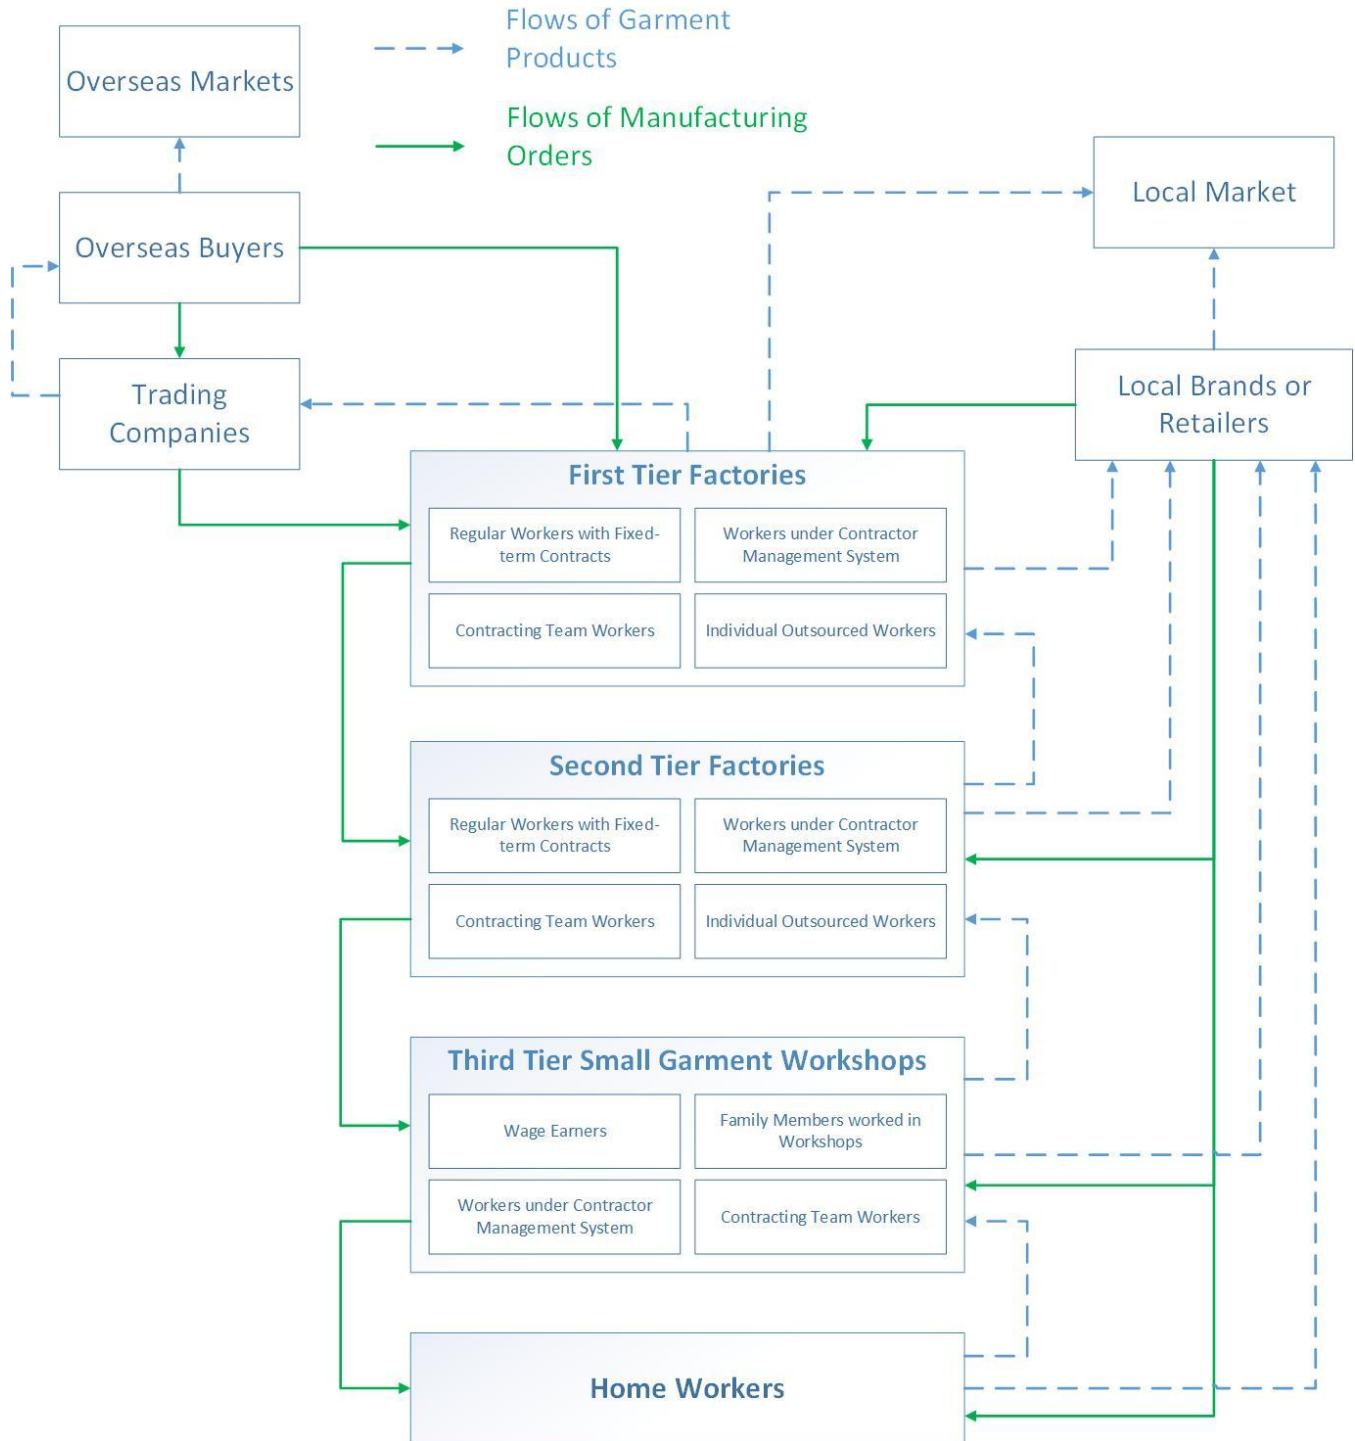 Flows of Garment
Products
Overseas Markets
Flows of Manufacturing
Orders
Local Market
Overseas Buyers
Trading
Companies
Local Brands or
Retailers
First Tier Factories
Regular Workers with Fixed-
term Contracts
Workers under Contractor
Management System
Contracting Team Workers
Individual Outsourced Workers
Second Tier Factories
Regular Workers with Fixed-
term Contracts
Workers under Contractor
Management System
Contracting Team Workers
Individual Outsourced Workers
Third Tier Small Garment Workshops
Wage Earners
Family Members worked in
Workshops
Workers under Contractor
Management System
Contracting Team Workers
Home Workers